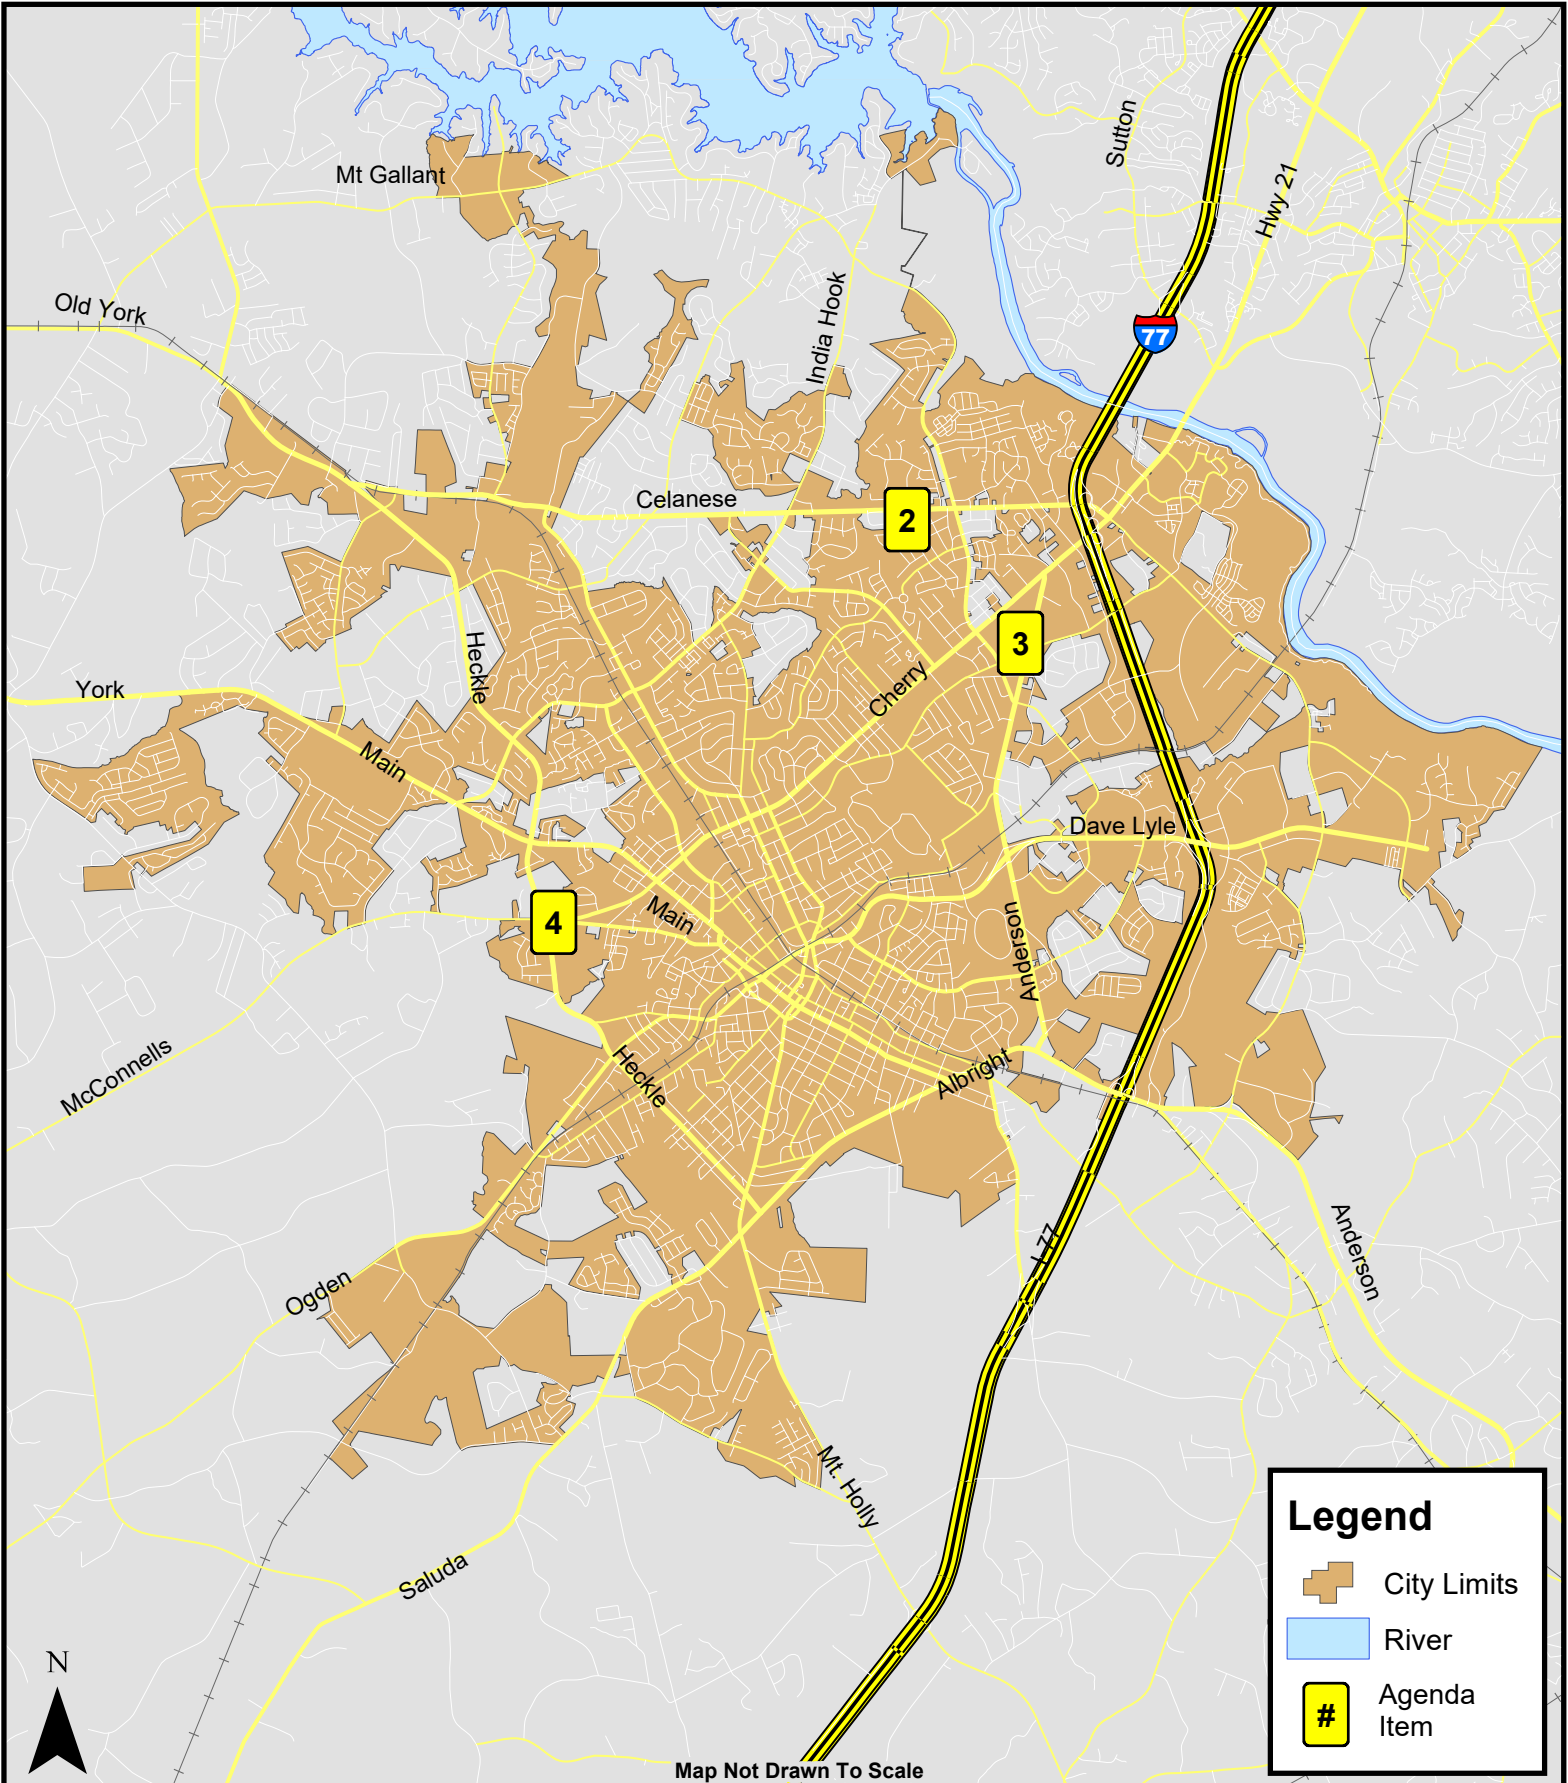 Sutton
Mt Gallant
Hwy 21
Old York
India Hook
77
Celanese
2
3
Heckle
York
Cherry
Main
Dave Lyle
4
Main
Anderson
McConnells
Heckle
Albright
I-77
Anderson
Ogden
Mt. Holly
Saluda
Legend
City Limits
River
#
Agenda
Item
N
Map Not Drawn To Scale